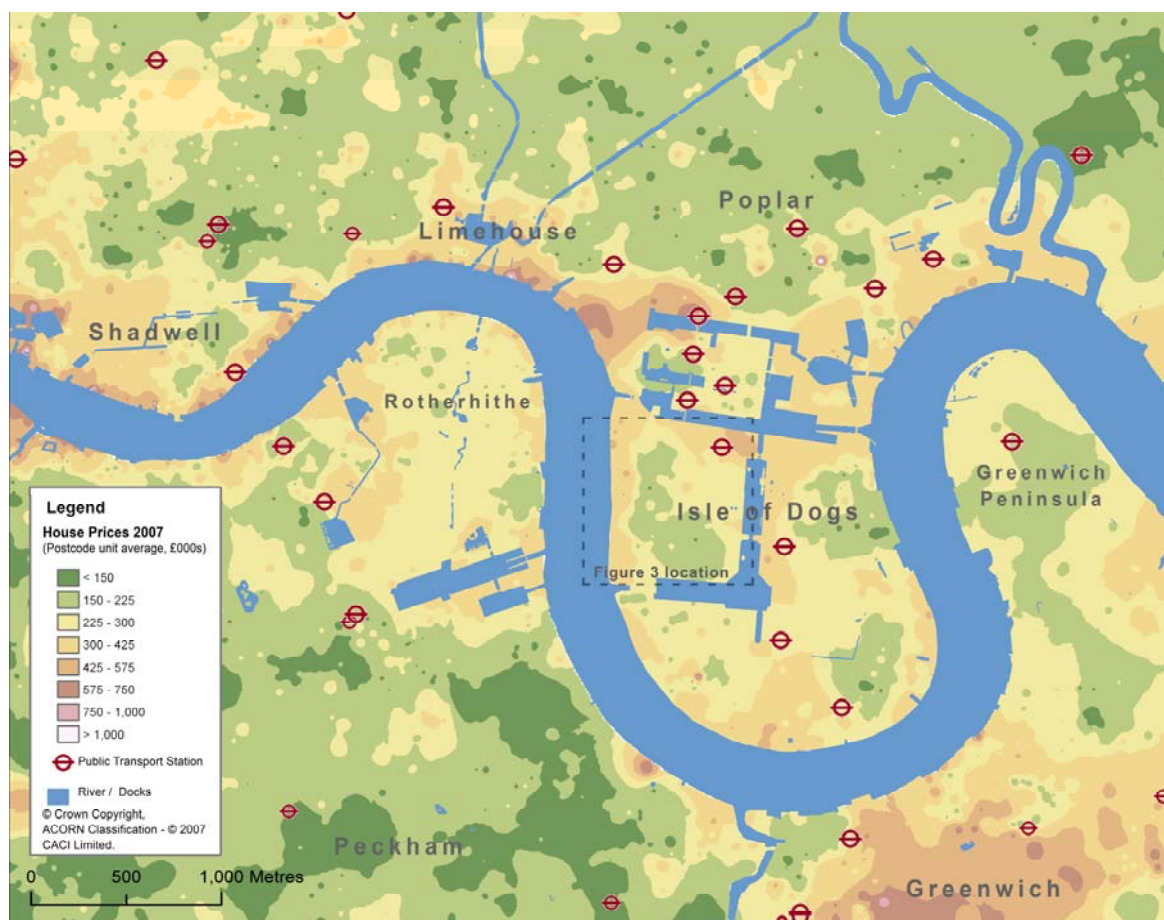 Poplar
Limehouse
Shadwell
Rotherhithe
Greenwich
Peninsula
Isle of Dogs
Figure 3 location
Legend
House Prices 2007
(Postcode unit average, £000s)
< 150
150 - 225
225 - 300
300 - 425
425 - 575
575 - 750
750 - 1,000
> 1,000
Public Transport Station
River / Docks
© Crown Copyright,
ACORN Classification - © 2007
CACI Limited.
Peckham
Greenwich
0 500 1,000 Metres